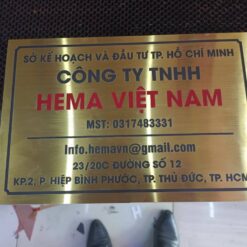 SỞ KẾ HOẠCH VÀ ĐẦU TƯ TP. HỒ CHÍ MINH
CÔNG TY TNHH
HEMA VIỆT NAM
MST: 0317483331
Info.hemavn@gmail.com
23/20C ĐƯỜNG SỐ 12
KP.2, P. HIỆP BÌNH PHƯỚC, TP. THỦ ĐỨC, TP. HCM